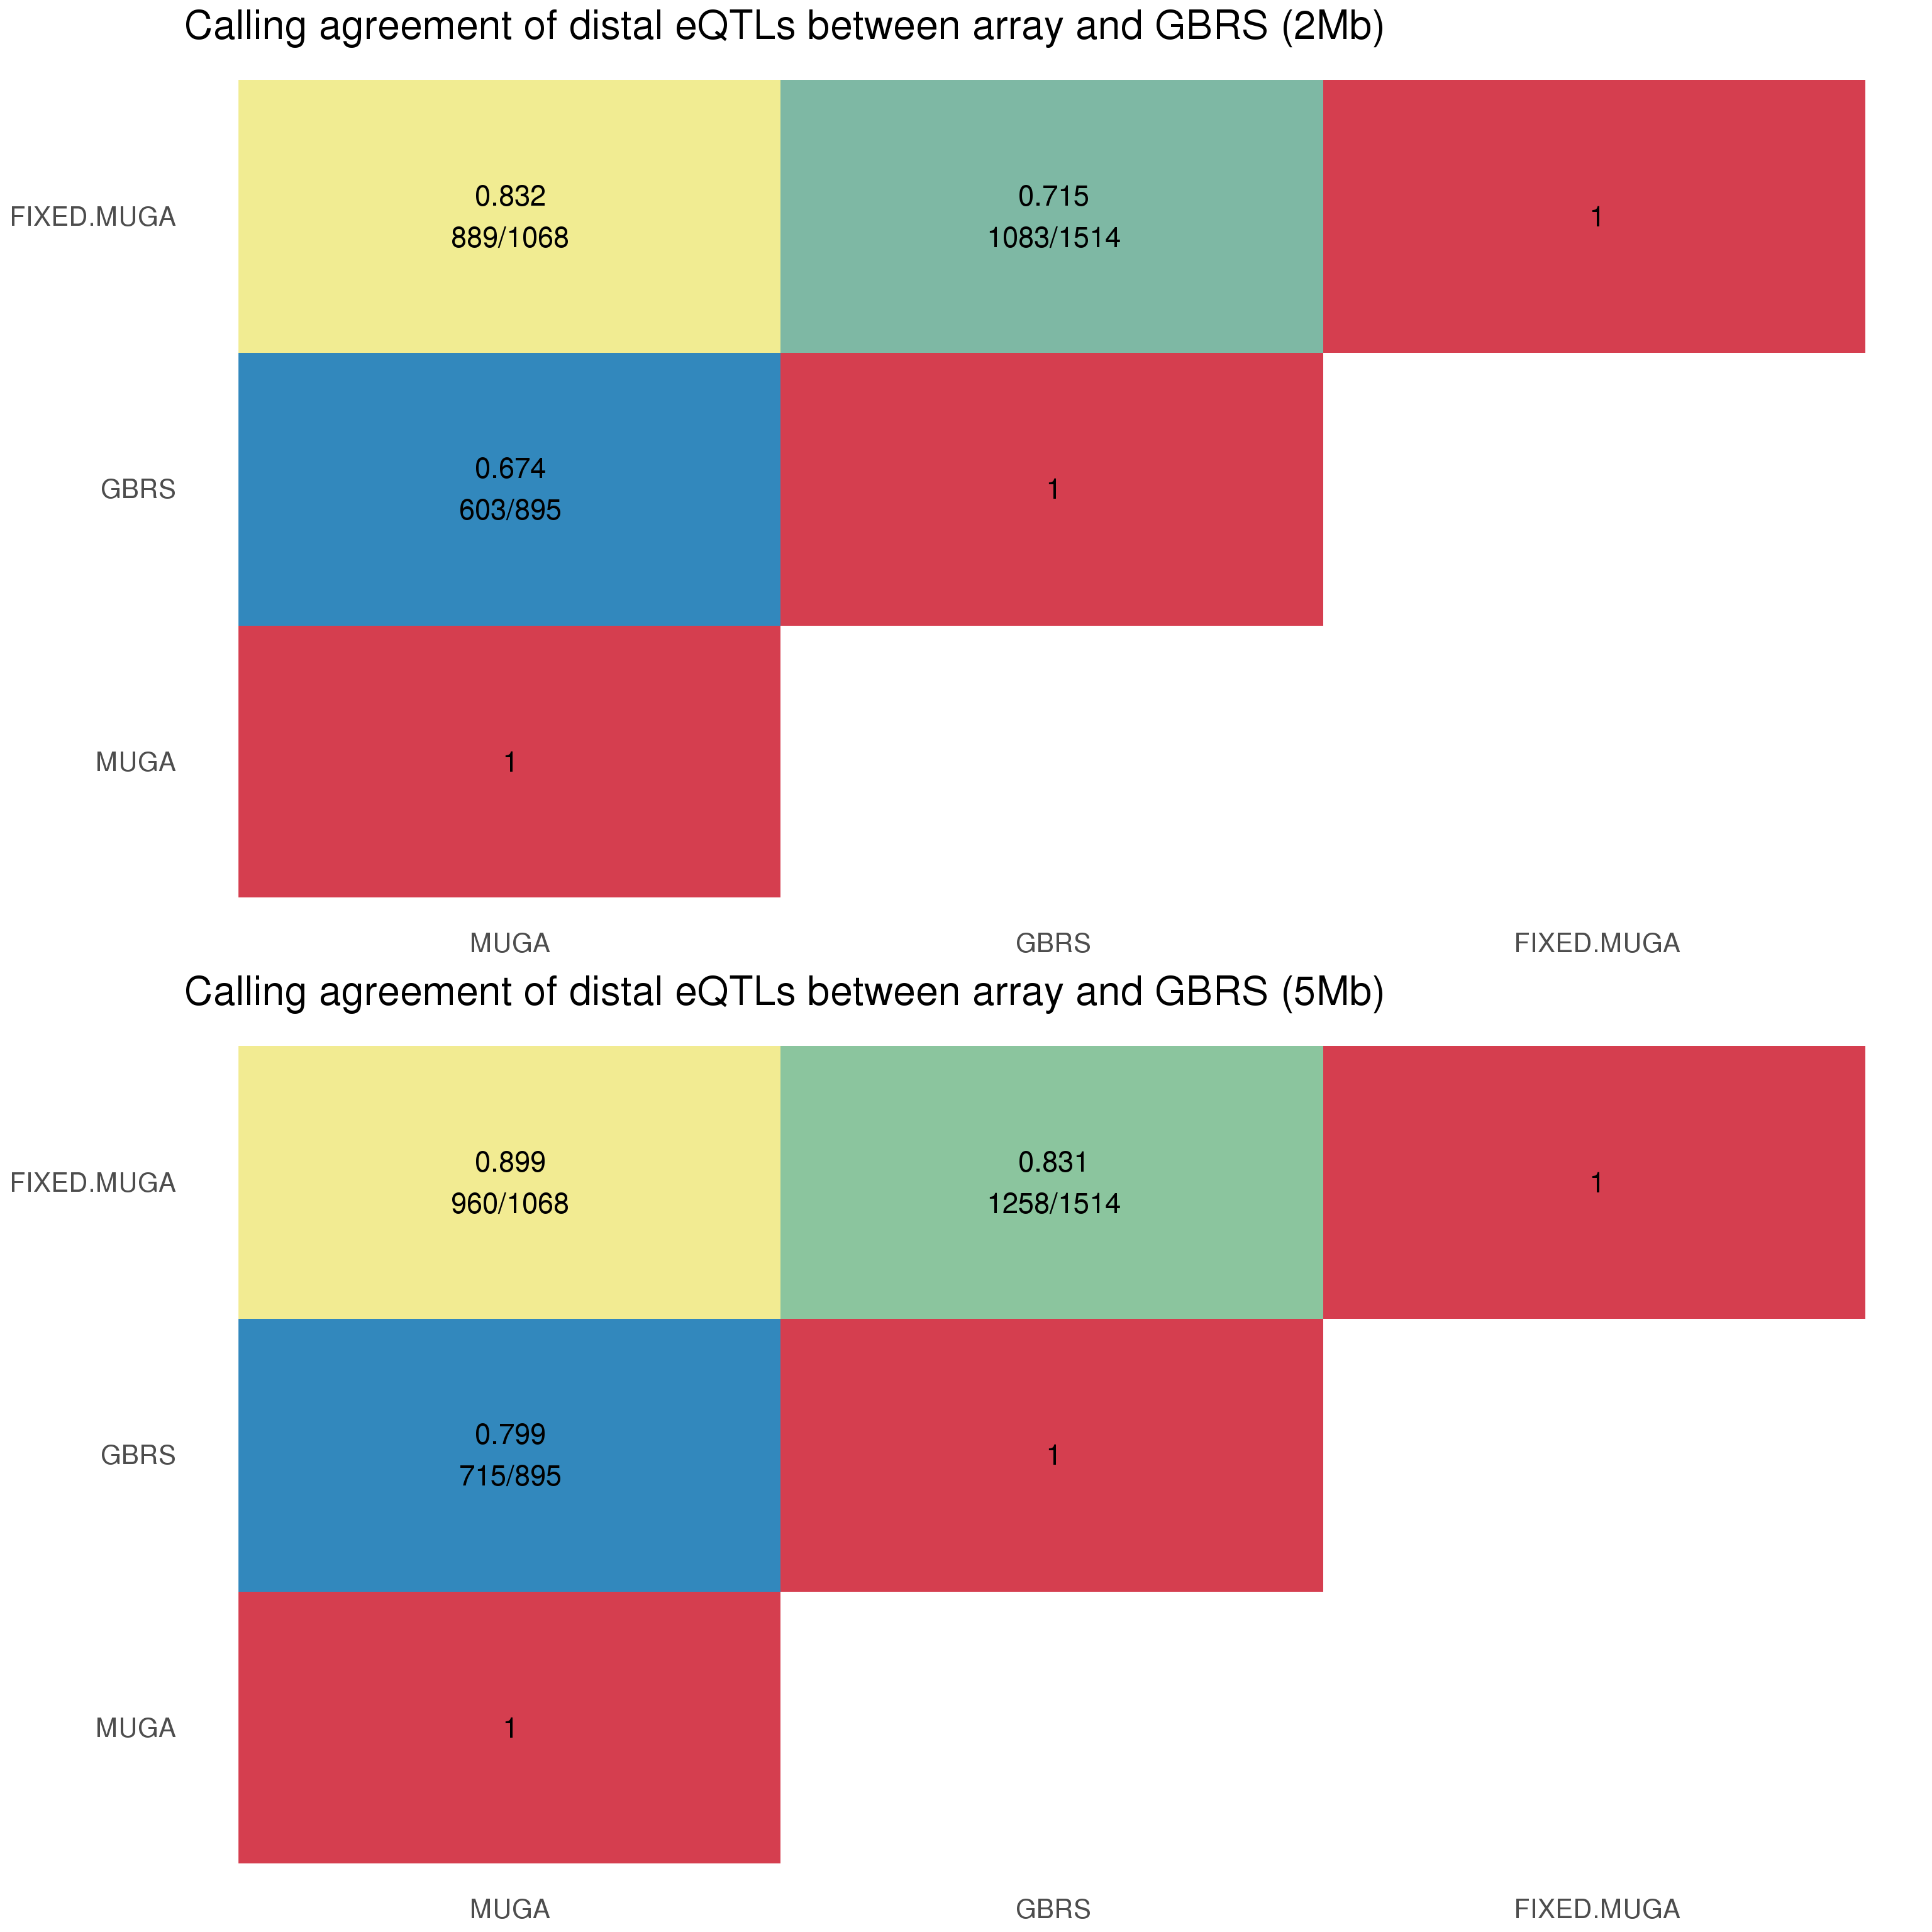 Calling agreement of distal eQTLs between array and GBRS (2Mb)
FIXED.MUGA
0.832
889/1068
0.715
1083/1514
1
GBRS
0.674
603/895
1
MUGA
1
MUGA
GBRS
FIXED.MUGA
Calling agreement of distal eQTLs between array and GBRS (5Mb)
FIXED.MUGA
0.899
960/1068
0.831
1258/1514
1
GBRS
0.799
715/895
1
MUGA
1
MUGA
GBRS
FIXED.MUGA